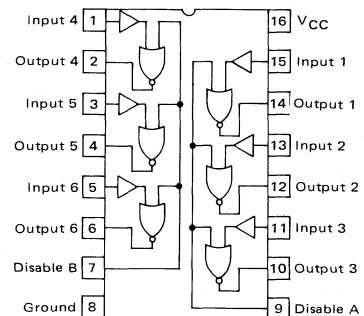 Input 4 1
16 VCC
Output 4 2
15 Input 1
Input 5 3
14 Output 1
Output 5 4
13 Input 2
Input 6 5
12 Output 2
Output 6 6
11 Input 3
Disable B 7
10 Output 3
Ground 8
9 Disable A